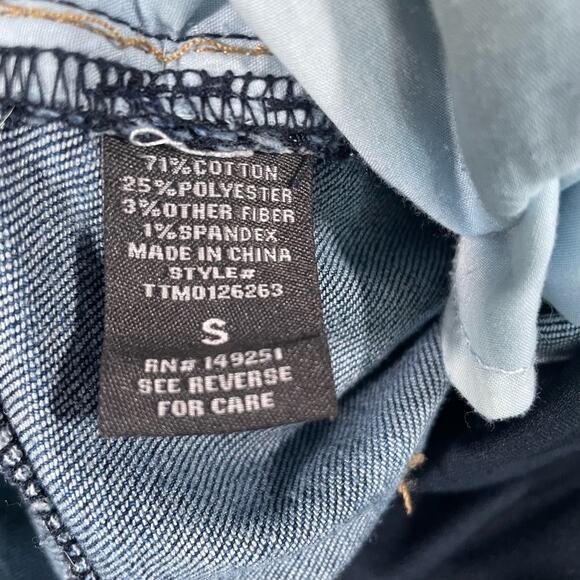 71%COTTON
25%POLYESTER
3%OTHER FIBER
1%SPANDEX
MADE IN CHINA
STYLE#
TTM0126263
S
RN# 149251
SEE REVERSE
FOR CARE